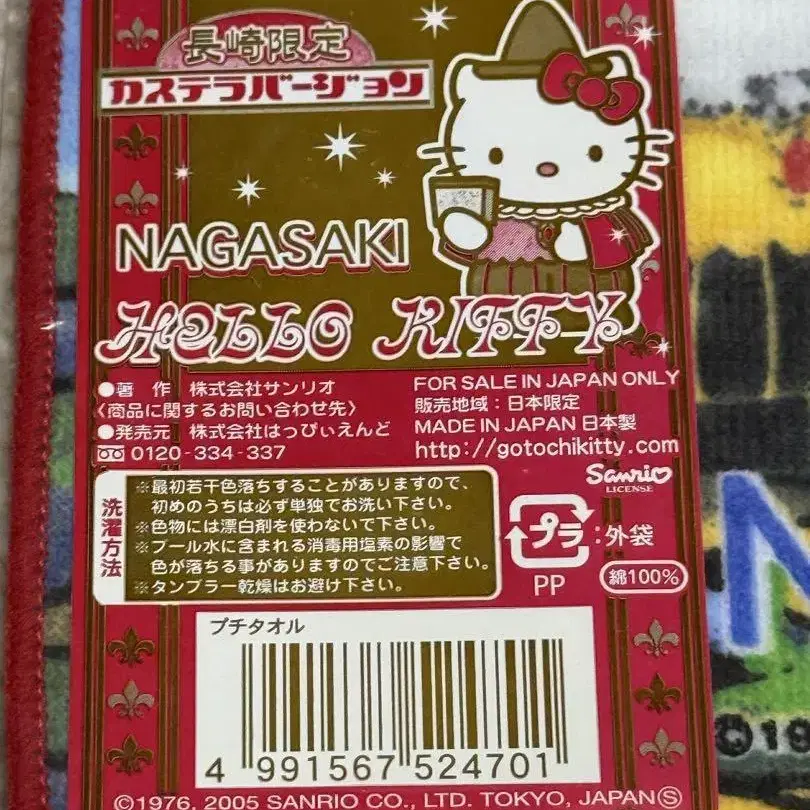 長崎限定
カステラバージョン
NAGASAKI
HELLO KITTY
●著 作 株式会社サンリオ
〈商品に関するお問い合わせ先〉
●発売元 株式会社はっぴぃえんど
0120-334-337
FOR SALE IN JAPAN ONLY
販売地域:日本限定
MADE IN JAPAN 日本製
http://gotochikitty.com
Sanrio
LICENSE
洗濯方法
※最初若干色落ちすることがありますので、
初めのうちは必ず単独でお洗い下さい。
※色物には漂白剤を使わないで下さい。
※プール水に含まれる消毒用塩素の影響で
色が落ちる事がありますのでご注意下さい。
※タンブラー乾燥はお避け下さい。
プラ:外袋
PP
綿100%
プチタオル
4 991567 524701
©1976, 2005 SANRIO CO., LTD. TOKYO, JAPAN Ⓢ
©19